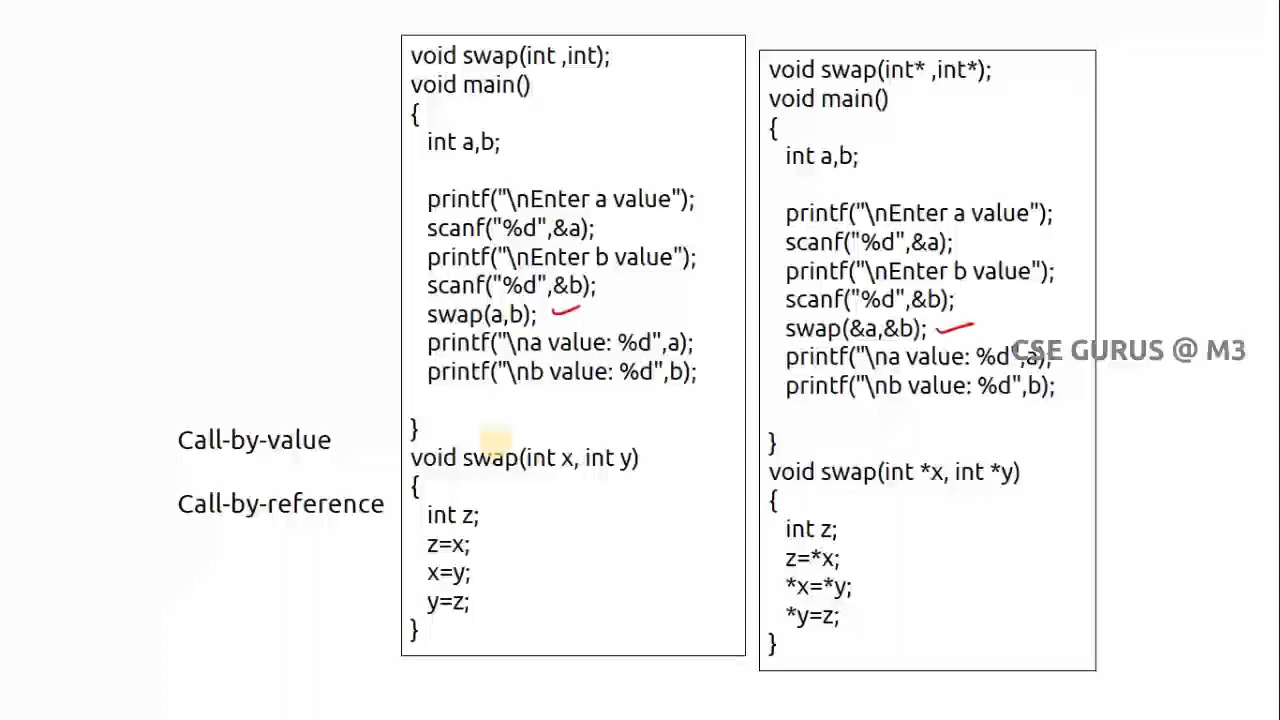 Call-by-value
Call-by-reference
void swap(int ,int);
void main()
{
int a,b;
printf("\nEnter a value");
scanf("%d",&a);
printf("\nEnter b value");
scanf("%d",&b);
swap(a,b);
printf("\na value: %d",a);
printf("\nb value: %d",b);
}
void swap(int x, int y)
{
int z;
z=x;
x=y;
y=z;
}
void swap(int* ,int*);
void main()
{
int a,b;
printf("\nEnter a value");
scanf("%d",&a);
printf("\nEnter b value");
scanf("%d",&b);
swap(&a,&b);
printf("\na value: %d",a);
printf("\nb value: %d",b);
}
void swap(int *x, int *y)
{
int z;
z=*x;
*x=*y;
*y=z;
}
CSE GURUS @ M3